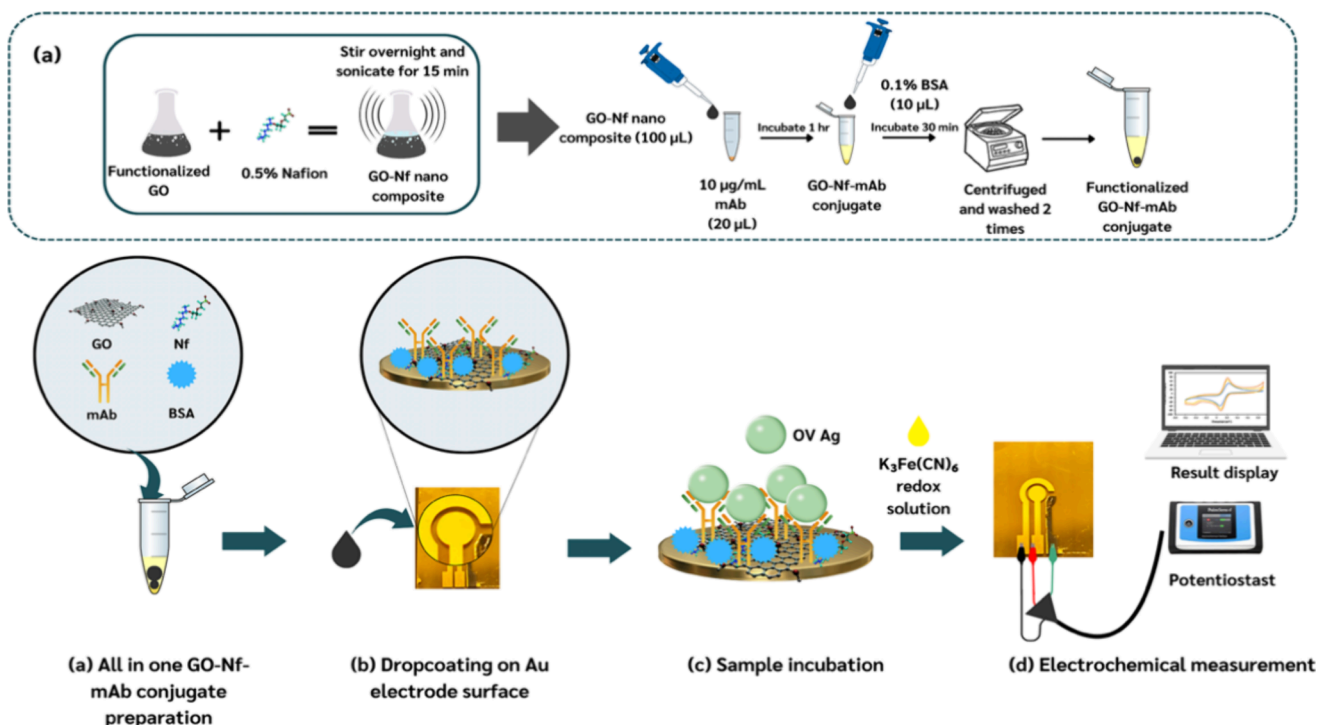 (a)
Stir overnight and
sonicate for 15 min
Functionalized
GO
0.5% Nafion
GO-Nf nano
composite
GO-Nf nano
composite (100 µL)
10 µg/mL
mAb
(20 µL)
Incubate 1 hr
GO-Nf-mAb
conjugate
0.1% BSA
(10 µL)
Incubate 30 min
Centrifuged
and washed 2
times
Functionalized
GO-Nf-mAb
conjugate
GO
Nf
mAb
BSA
OV Ag
K₃Fe(CN)₆
redox
solution
Result display
Potentiostast
(a) All in one GO-Nf-
mAb conjugate
preparation
(b) Dropcoating on Au
electrode surface
(c) Sample incubation
(d) Electrochemical measurement